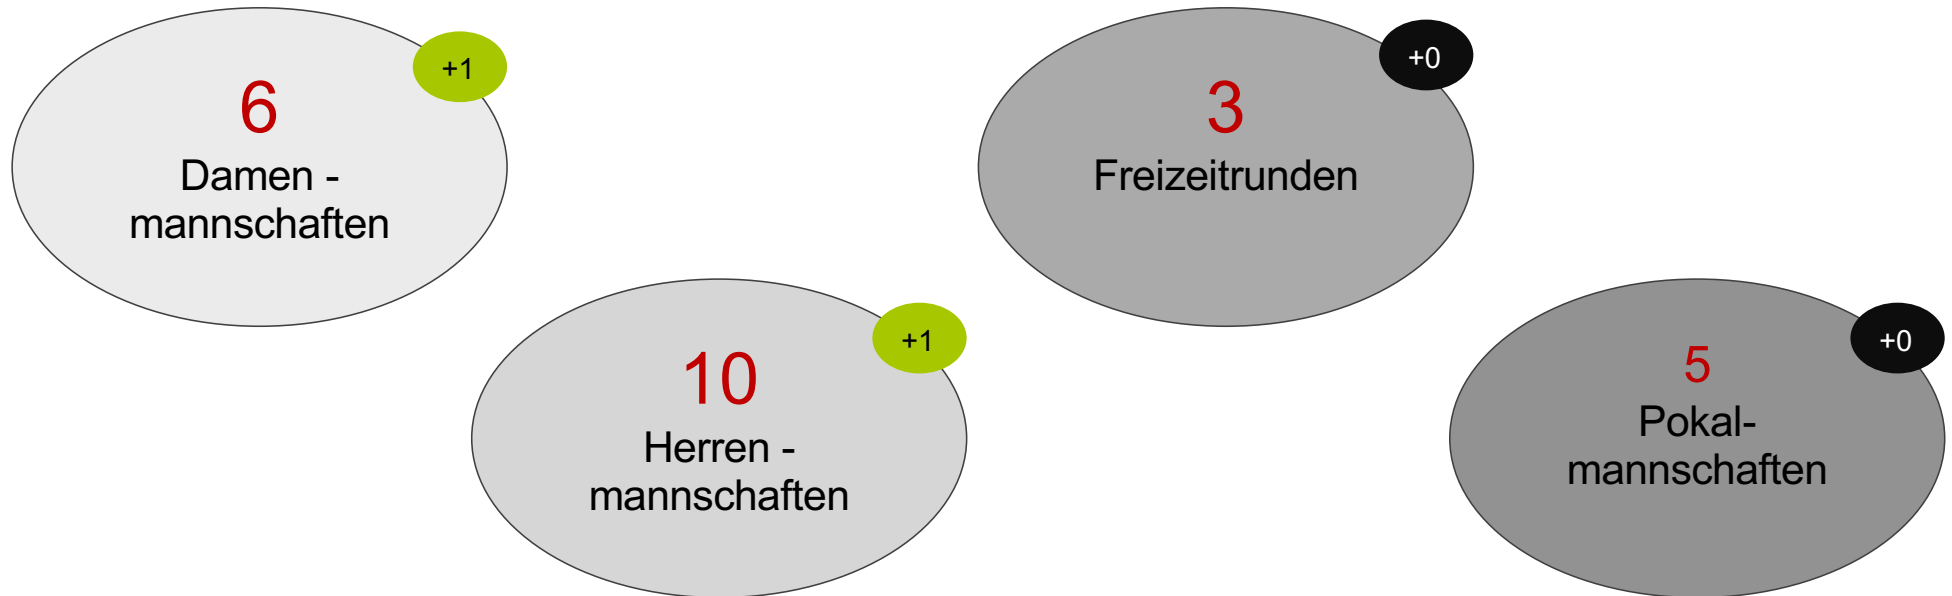 +1
6
Damen -
mannschaften
+1
10
Herren -
mannschaften
+0
3
Freizeitrunden
+0
5
Pokal-
mannschaften